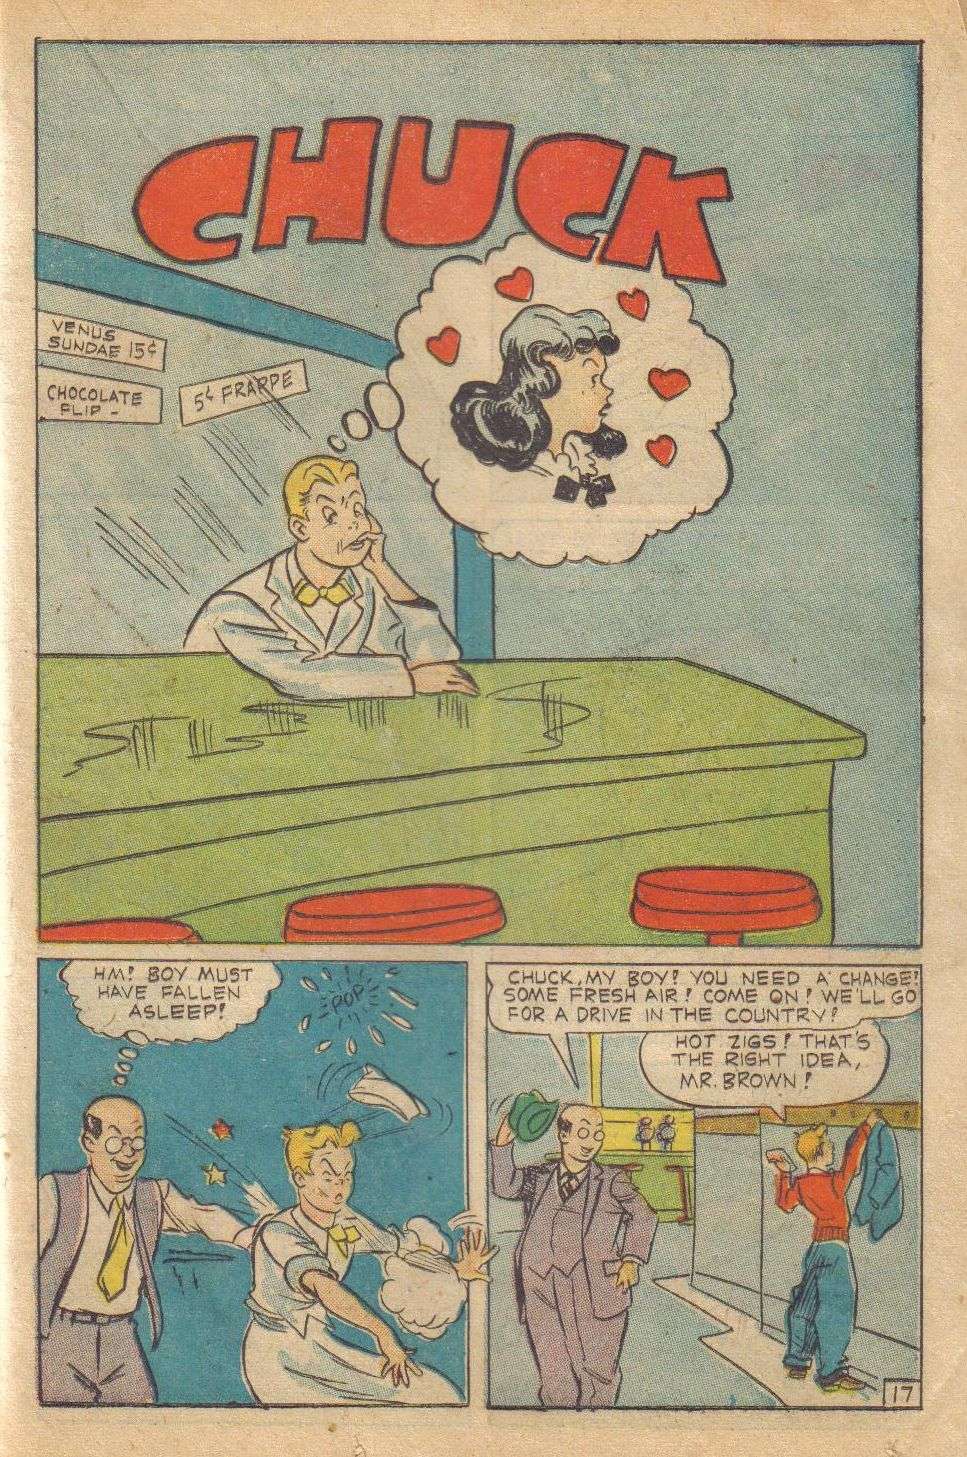 CHUCK
VENUS
SUNDAE 15¢
CHOCOLATE
FLIP -
5¢ FRAPPE
HM! BOY MUST
HAVE FALLEN
ASLEEP!
POP
CHUCK, MY BOY! YOU NEED A CHANGE!
SOME FRESH AIR! COME ON! WE'LL GO
FOR A DRIVE IN THE COUNTRY!
HOT ZIGS! THAT'S
THE RIGHT IDEA,
MR. BROWN!
17